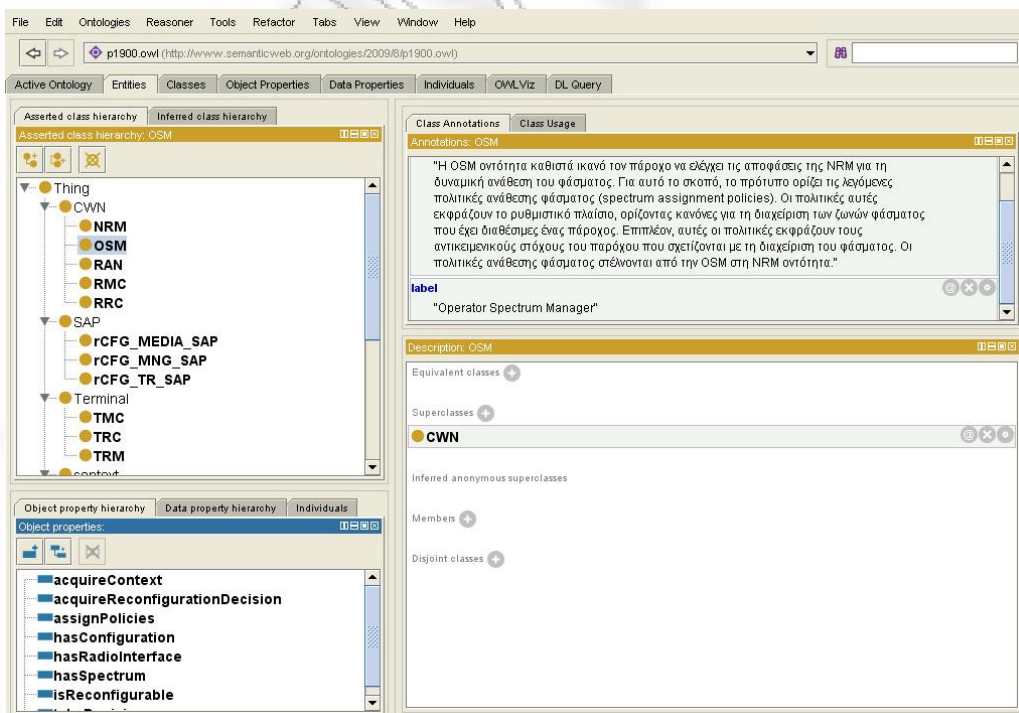 File Edit Ontologies Reasoner Tools Refactor Tabs View Window Help
p1900.owl (http://www.semanticweb.org/ontologies/2009/8/p1900.owl)
Active Ontology Entities Classes Object Properties Data Properties Individuals OWLViz DL Query
Asserted class hierarchy Inferred class hierarchy
Asserted class hierarchy: OSM
Thing
CWN
NRM
OSM
RAN
RMC
RRC
SAP
rCFG_MEDIA_SAP
rCFG_MNG_SAP
rCFG_TR_SAP
Terminal
TMC
TRC
TRM
context
Object property hierarchy Data property hierarchy Individuals
Object properties:
acquireContext
acquireReconfigurationDecision
assignPolicies
hasConfiguration
hasRadioInterface
hasSpectrum
isReconfigurable
Class Annotations Class Usage
Annotations: OSM
"Η OSM οντότητα καθιστά ικανό τον πάροχο να ελέγχει τις αποφάσεις της NRM για τη
δυναμική ανάθεση του φάσματος. Για αυτό το σκοπό, το πρότυπο ορίζει τις λεγόμενες
πολιτικές ανάθεσης φάσματος (spectrum assignment policies). Οι πολιτικές αυτές
εκφράζουν το ρυθμιστικό πλαίσιο, ορίζοντας κανόνες για τη διαχείριση των ζωνών φάσματος
που έχει διαθέσιμες ένας πάροχος. Επιπλέον, αυτές οι πολιτικές εκφράζουν τους
αντικειμενικούς στόχους του παρόχου που σχετίζονται με τη διαχείριση του φάσματος. Οι
πολιτικές ανάθεσης φάσματος στέλνονται από την OSM στη NRM οντότητα."
label
"Operator Spectrum Manager"
Description: OSM
Equivalent classes
Superclasses
CWN
Inferred anonymous superclasses
Members
Disjoint classes